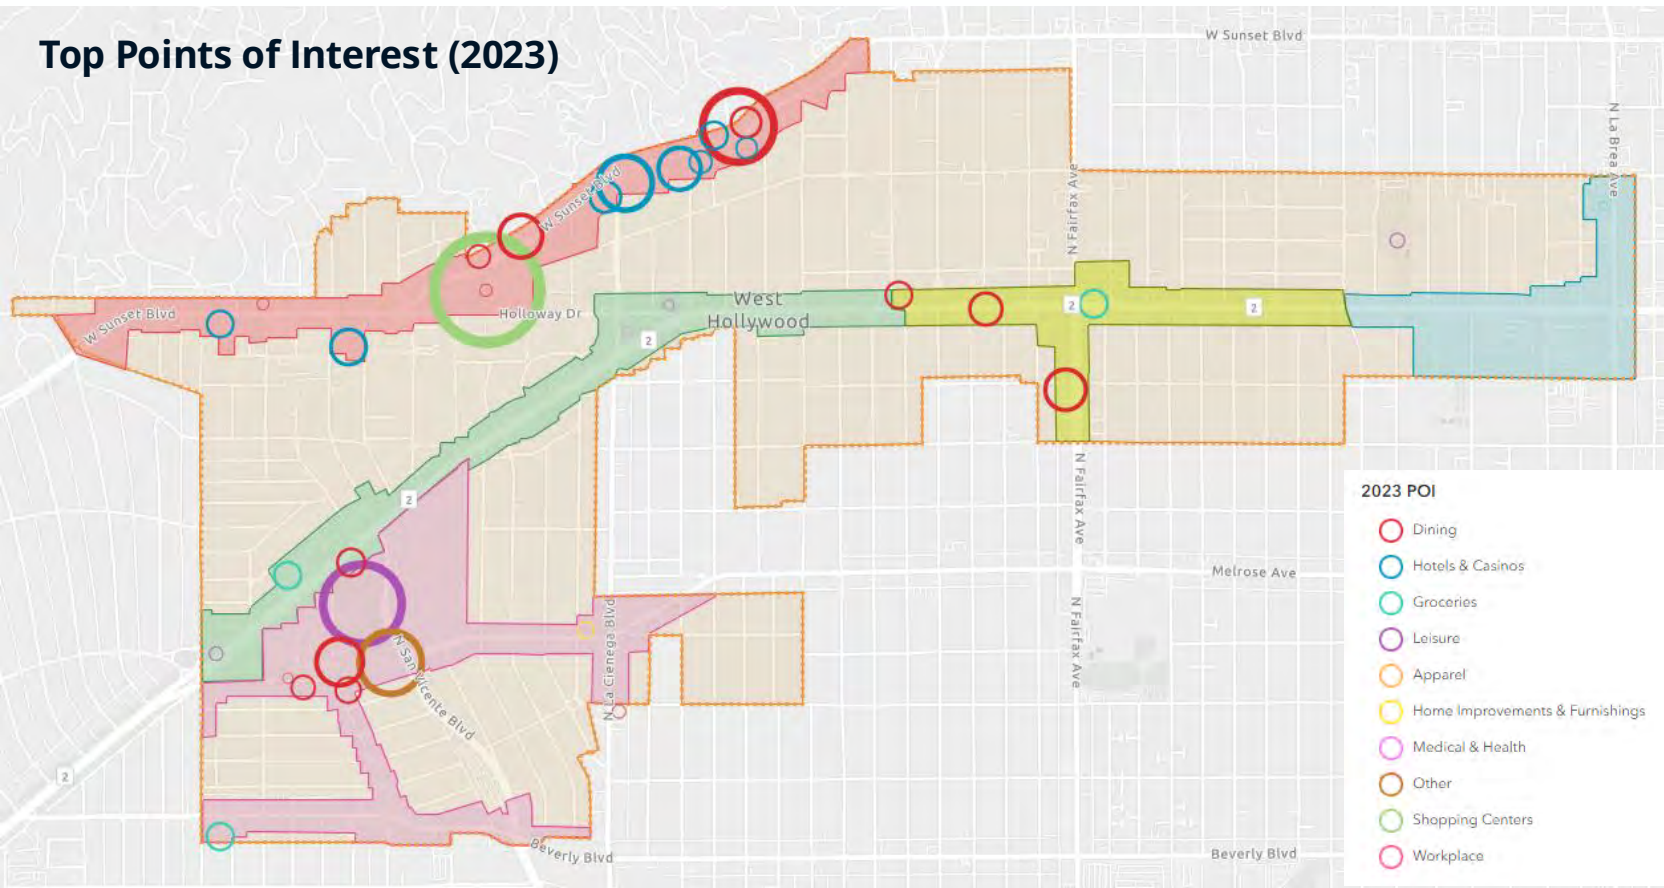 Top Points of Interest (2023)
W Sunset Blvd
N La Brea Ave
N Fairfax Ave
W Sunset Blvd
W Sunset Blvd
Holloway Dr
West
Hollywood
2
2
2
2
N Fairfax Ave
Melrose Ave
N Fairfax Ave
N La Cienega Blvd
N San Vicente Blvd
2
Beverly Blvd
Beverly Blvd
2023 POI
Dining
Hotels & Casinos
Groceries
Leisure
Apparel
Home Improvements & Furnishings
Medical & Health
Other
Shopping Centers
Workplace